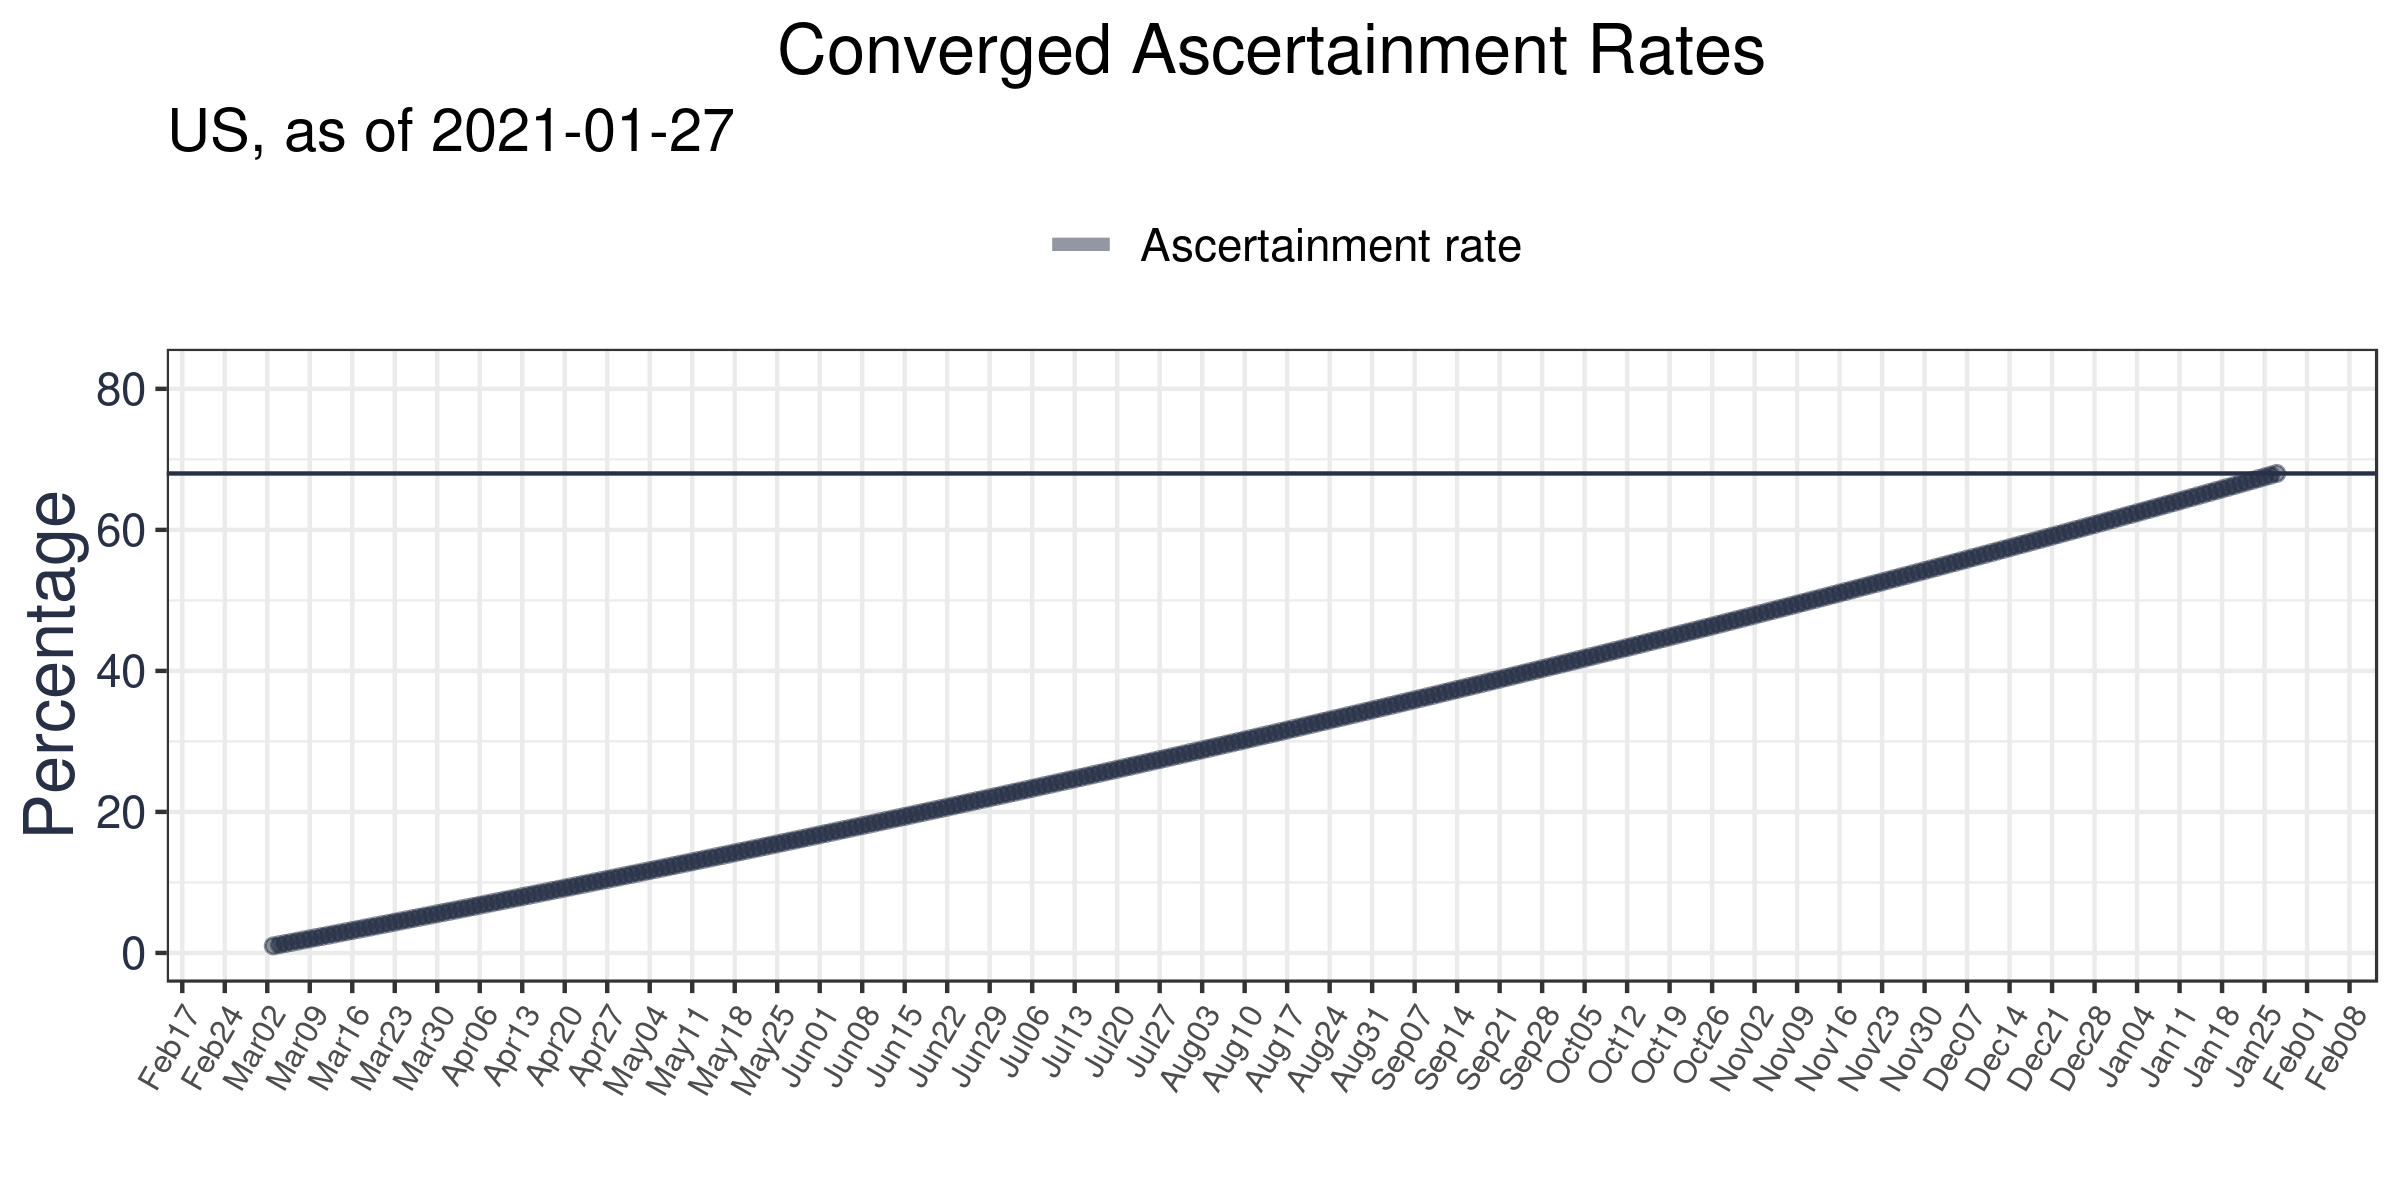 Converged Ascertainment Rates
US, as of 2021-01-27
Ascertainment rate
Percentage
80
60
40
20
0
Feb17
Feb24
Mar02
Mar09
Mar16
Mar23
Mar30
Apr06
Apr13
Apr20
Apr27
May04
May11
May18
May25
Jun01
Jun08
Jun15
Jun22
Jun29
Jul06
Jul13
Jul20
Jul27
Aug03
Aug10
Aug17
Aug24
Aug31
Sep07
Sep14
Sep21
Sep28
Oct05
Oct12
Oct19
Oct26
Nov02
Nov09
Nov16
Nov23
Nov30
Dec07
Dec14
Dec21
Dec28
Jan04
Jan11
Jan18
Jan25
Feb01
Feb08